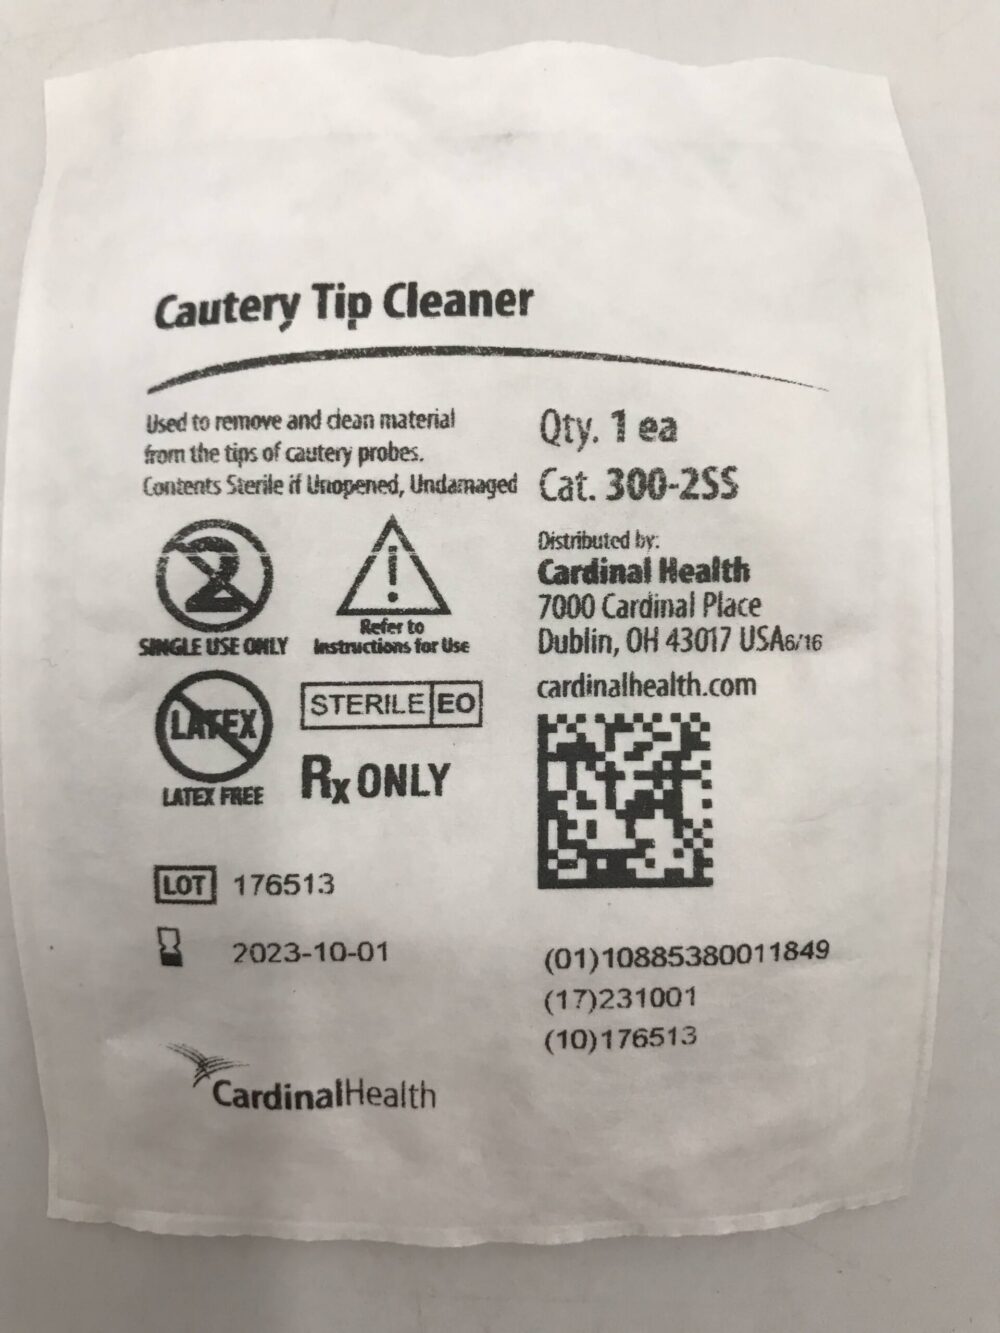 Cautery Tip Cleaner
Used to remove and clean material
from the tips of cautery probes.
Contents Sterile if Unopened, Undamaged
Qty. 1 ea
Cat. 300-2SS
2
SINGLE USE ONLY
!
Refer to
Instructions for Use
LATEX
LATEX FREE
STERILE EO
Rx ONLY
Distributed by:
Cardinal Health
7000 Cardinal Place
Dublin, OH 43017 USA 6/16
cardinalhealth.com
LOT 176513
2023-10-01
(01)10885380011849
(17)231001
(10)176513
CardinalHealth